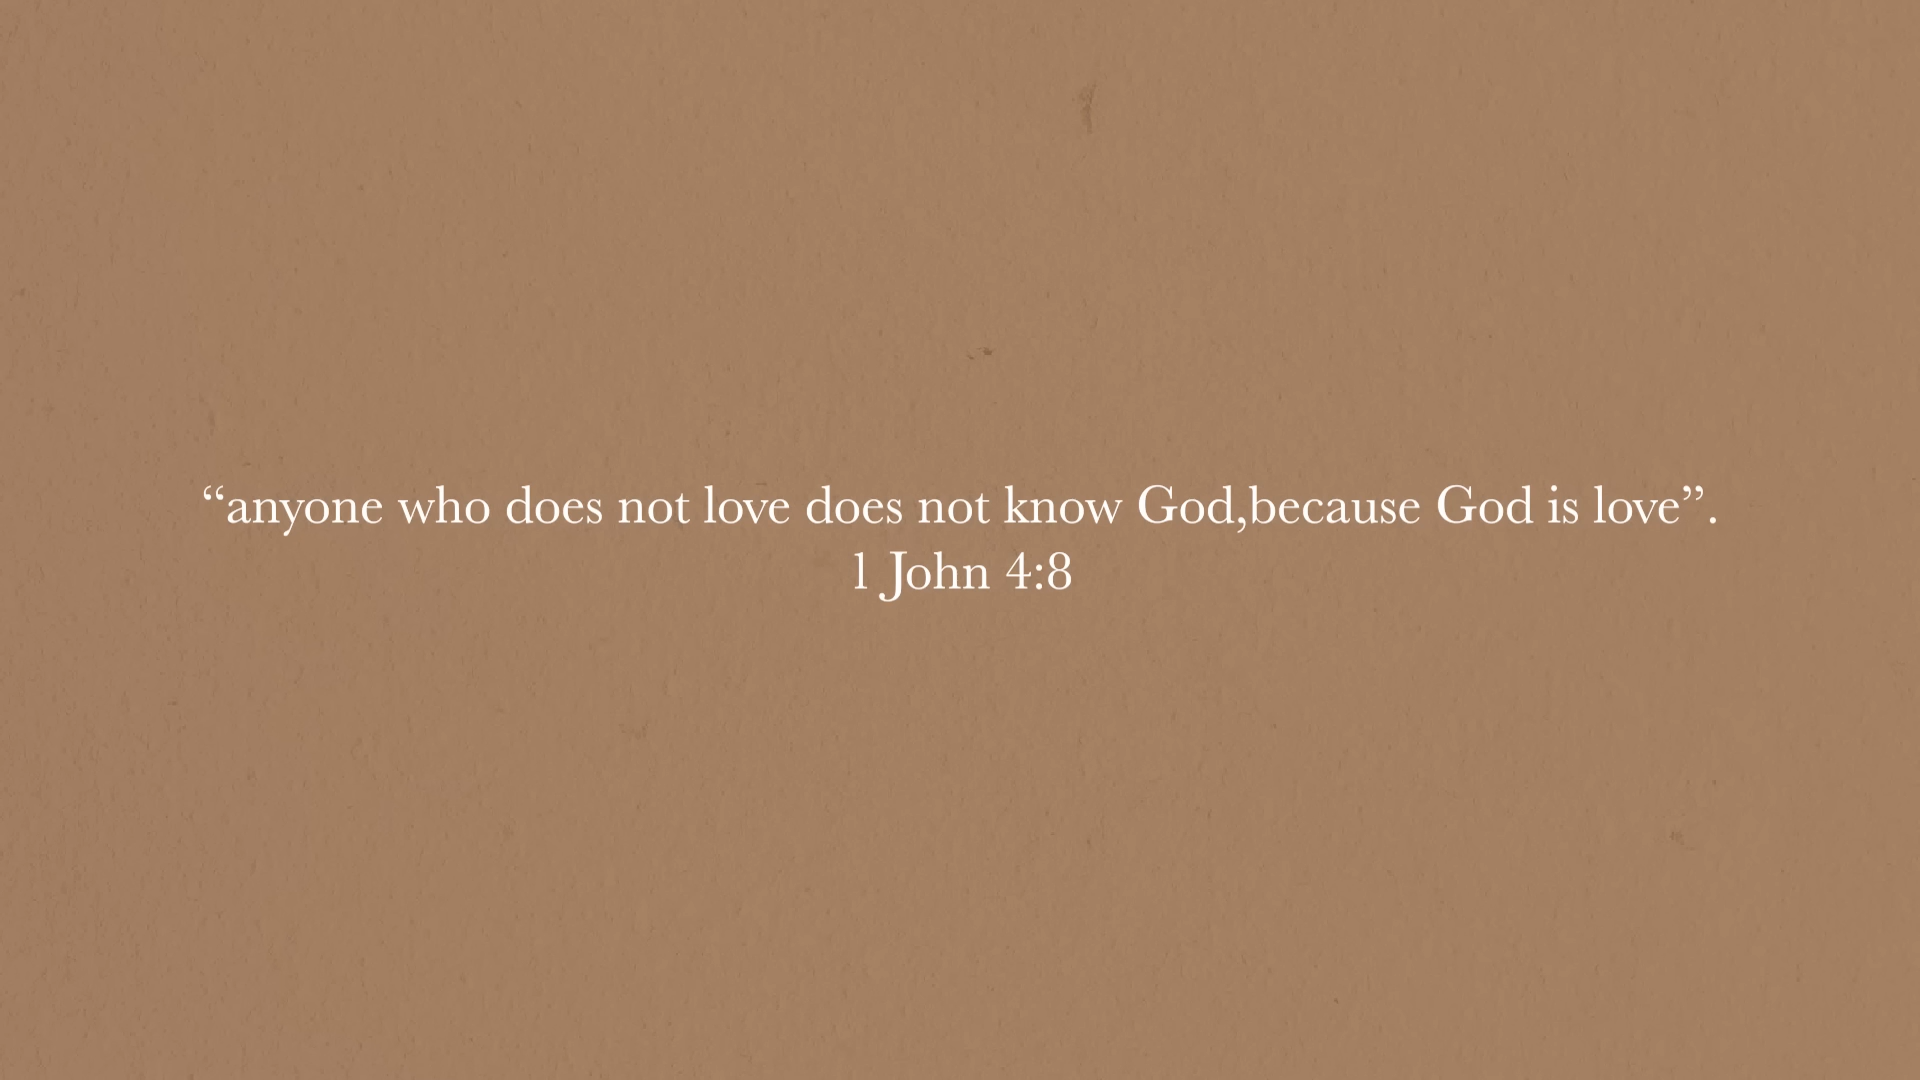 “anyone who does not love does not know God,because God is love”.
1 John 4:8